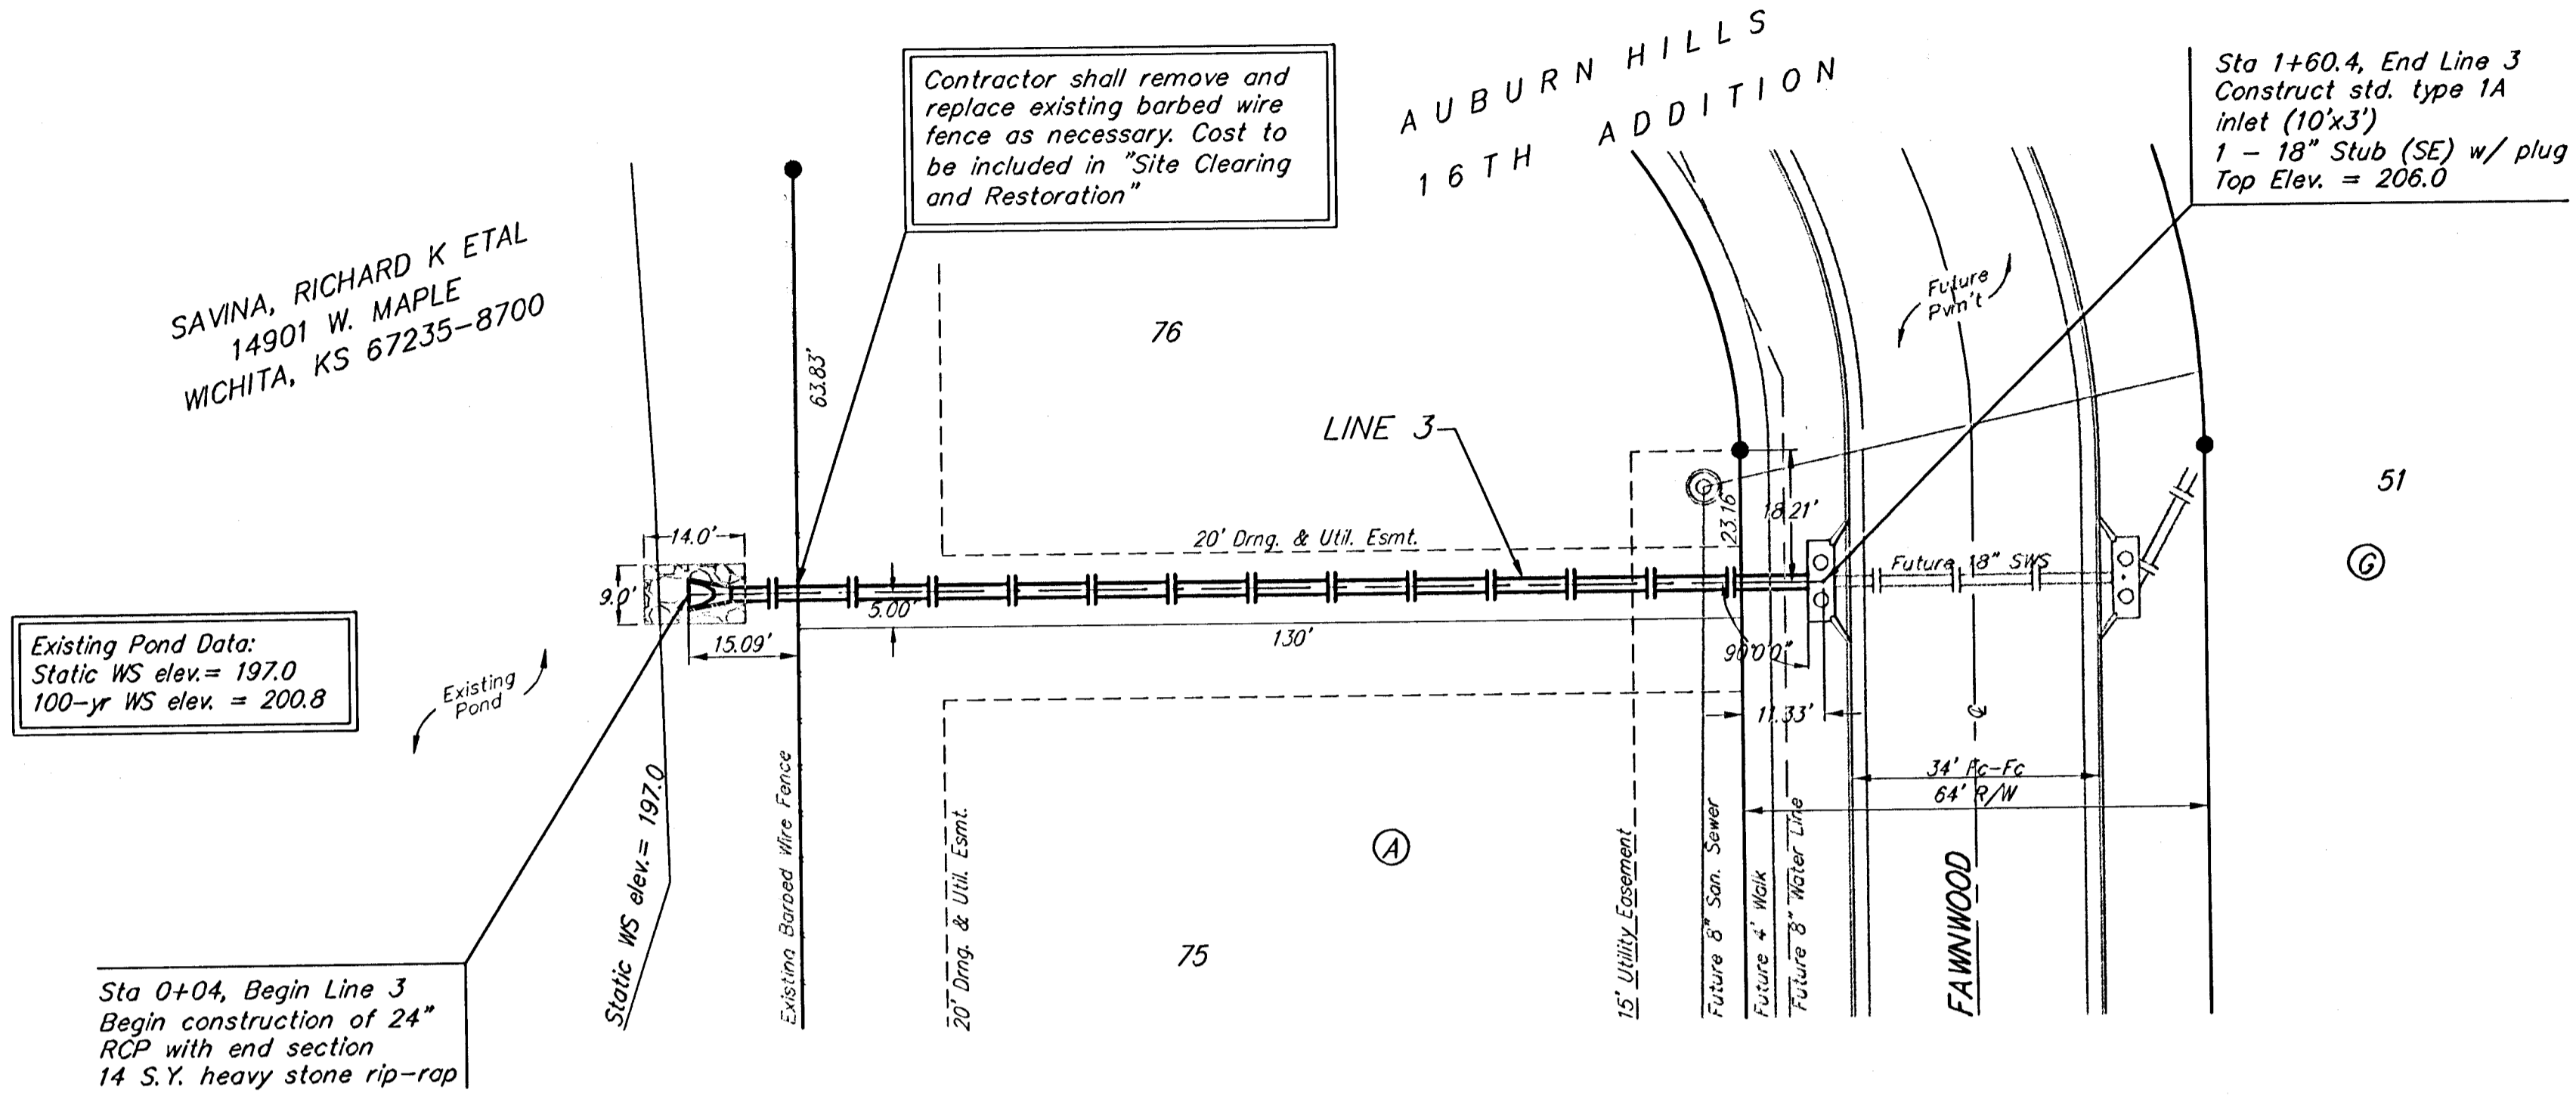 AUBURN HILLS
16TH ADDITION
Contractor shall remove and
replace existing barbed wire
fence as necessary. Cost to
be included in "Site Clearing
and Restoration"
Sta 1+60.4, End Line 3
Construct std. type 1A
inlet (10'x3')
1 - 18" Stub (SE) w/ plug
Top Elev. = 206.0
SAVINA, RICHARD K ETAL
14901 W. MAPLE
WICHITA, KS 67235-8700
63.83'
76
Future
Pvm't
LINE 3
51
G
14.0'
9.0'
20' Drng. & Util. Esmt.
23.16'
18.21'
Future 18" SWS
5.00'
15.09'
130'
90°0'0"
11.33'
Existing Pond Data:
Static WS elev.= 197.0
100-yr WS elev. = 200.8
Existing
Pond
℄
34' Fc-Fc
64' R/W
Static WS elev.= 197.0
Existing Barbed Wire Fence
20' Drng. & Util. Esmt.
A
75
15' Utility Easement
Future 8" San. Sewer
Future 4' Walk
Future 8" Water Line
FAWNWOOD
Sta 0+04, Begin Line 3
Begin construction of 24"
RCP with end section
14 S.Y. heavy stone rip-rap